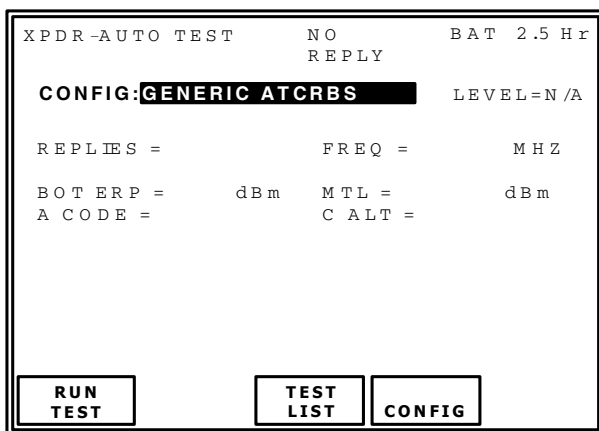 XPDR-AUTO TEST NO REPLY BAT 2.5 Hr
CONFIG:GENERIC ATCRBS LEVEL=N/A
REPLIES = FREQ = MHZ
BOT ERP = dBm MTL = dBm
A CODE = C ALT =
RUN TEST
TEST LIST
CONFIG